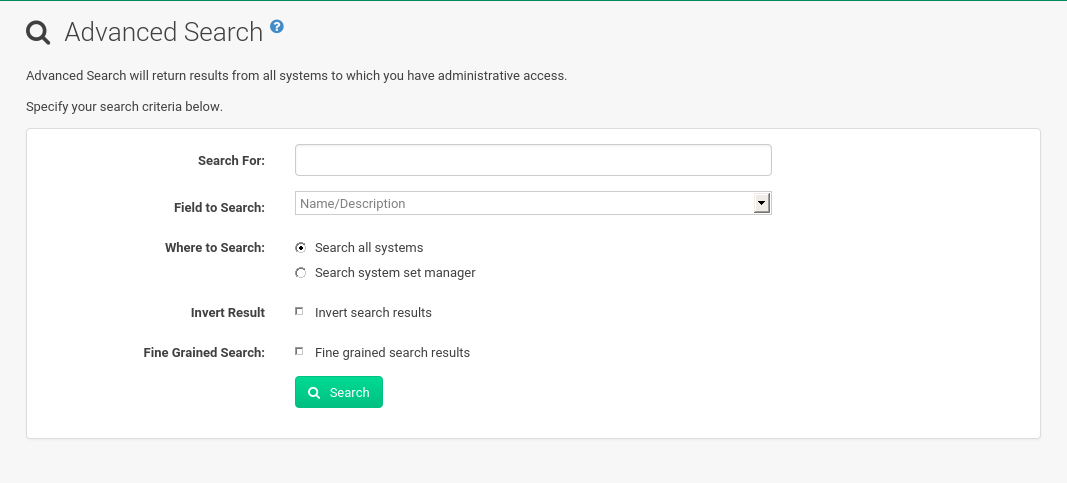 Advanced Search ?
Advanced Search will return results from all systems to which you have administrative access.
Specify your search criteria below.
Search For:
Field to Search: Name/Description
Where to Search: Search all systems
Search system set manager
Invert Result Invert search results
Fine Grained Search: Fine grained search results
Search